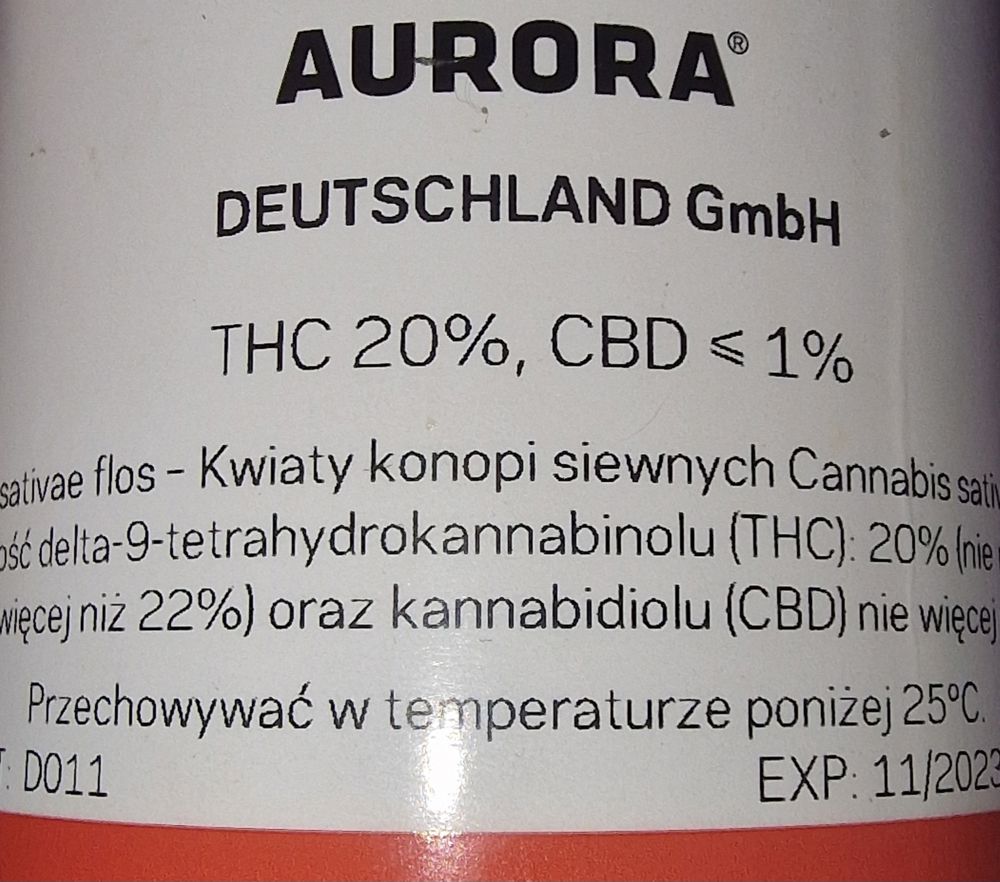 AURORA®
DEUTSCHLAND GmbH
THC 20%, CBD ⩽ 1%
sativae flos – Kwiaty konopi siewnych Cannabis
delta-9-tetrahydrokannabinolu (THC): 20% (nie
więcej niż 22%) oraz kannabidiolu (CBD) nie więcej
Przechowywać w temperaturze poniżej 25°C.
: D011 EXP: 11/2023